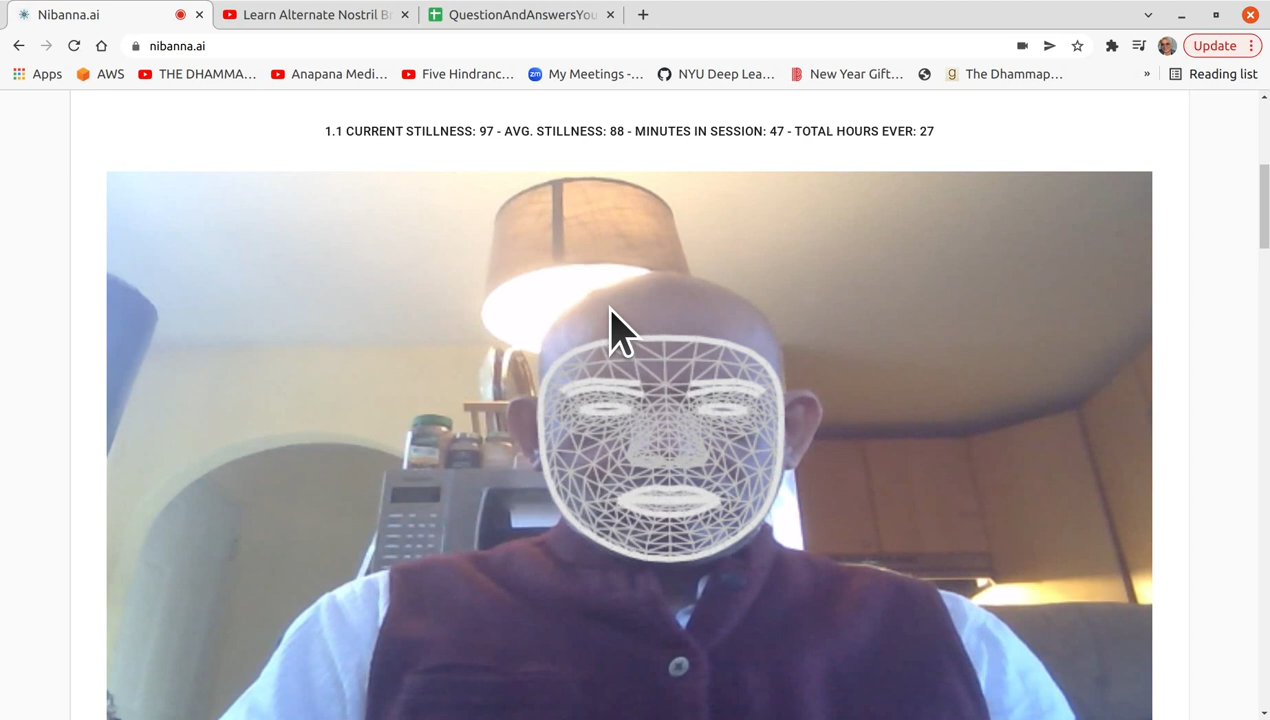 Nibanna.ai
Learn Alternate Nostril B
QuestionAndAnswersYou
nibanna.ai
Update
Apps
AWS
THE DHAMMA...
Anapana Medi...
Five Hindranc...
zm
My Meetings -...
NYU Deep Lea...
New Year Gift...
g
The Dhammap...
»
Reading list
1.1 CURRENT STILLNESS: 97 - AVG. STILLNESS: 88 - MINUTES IN SESSION: 47 - TOTAL HOURS EVER: 27